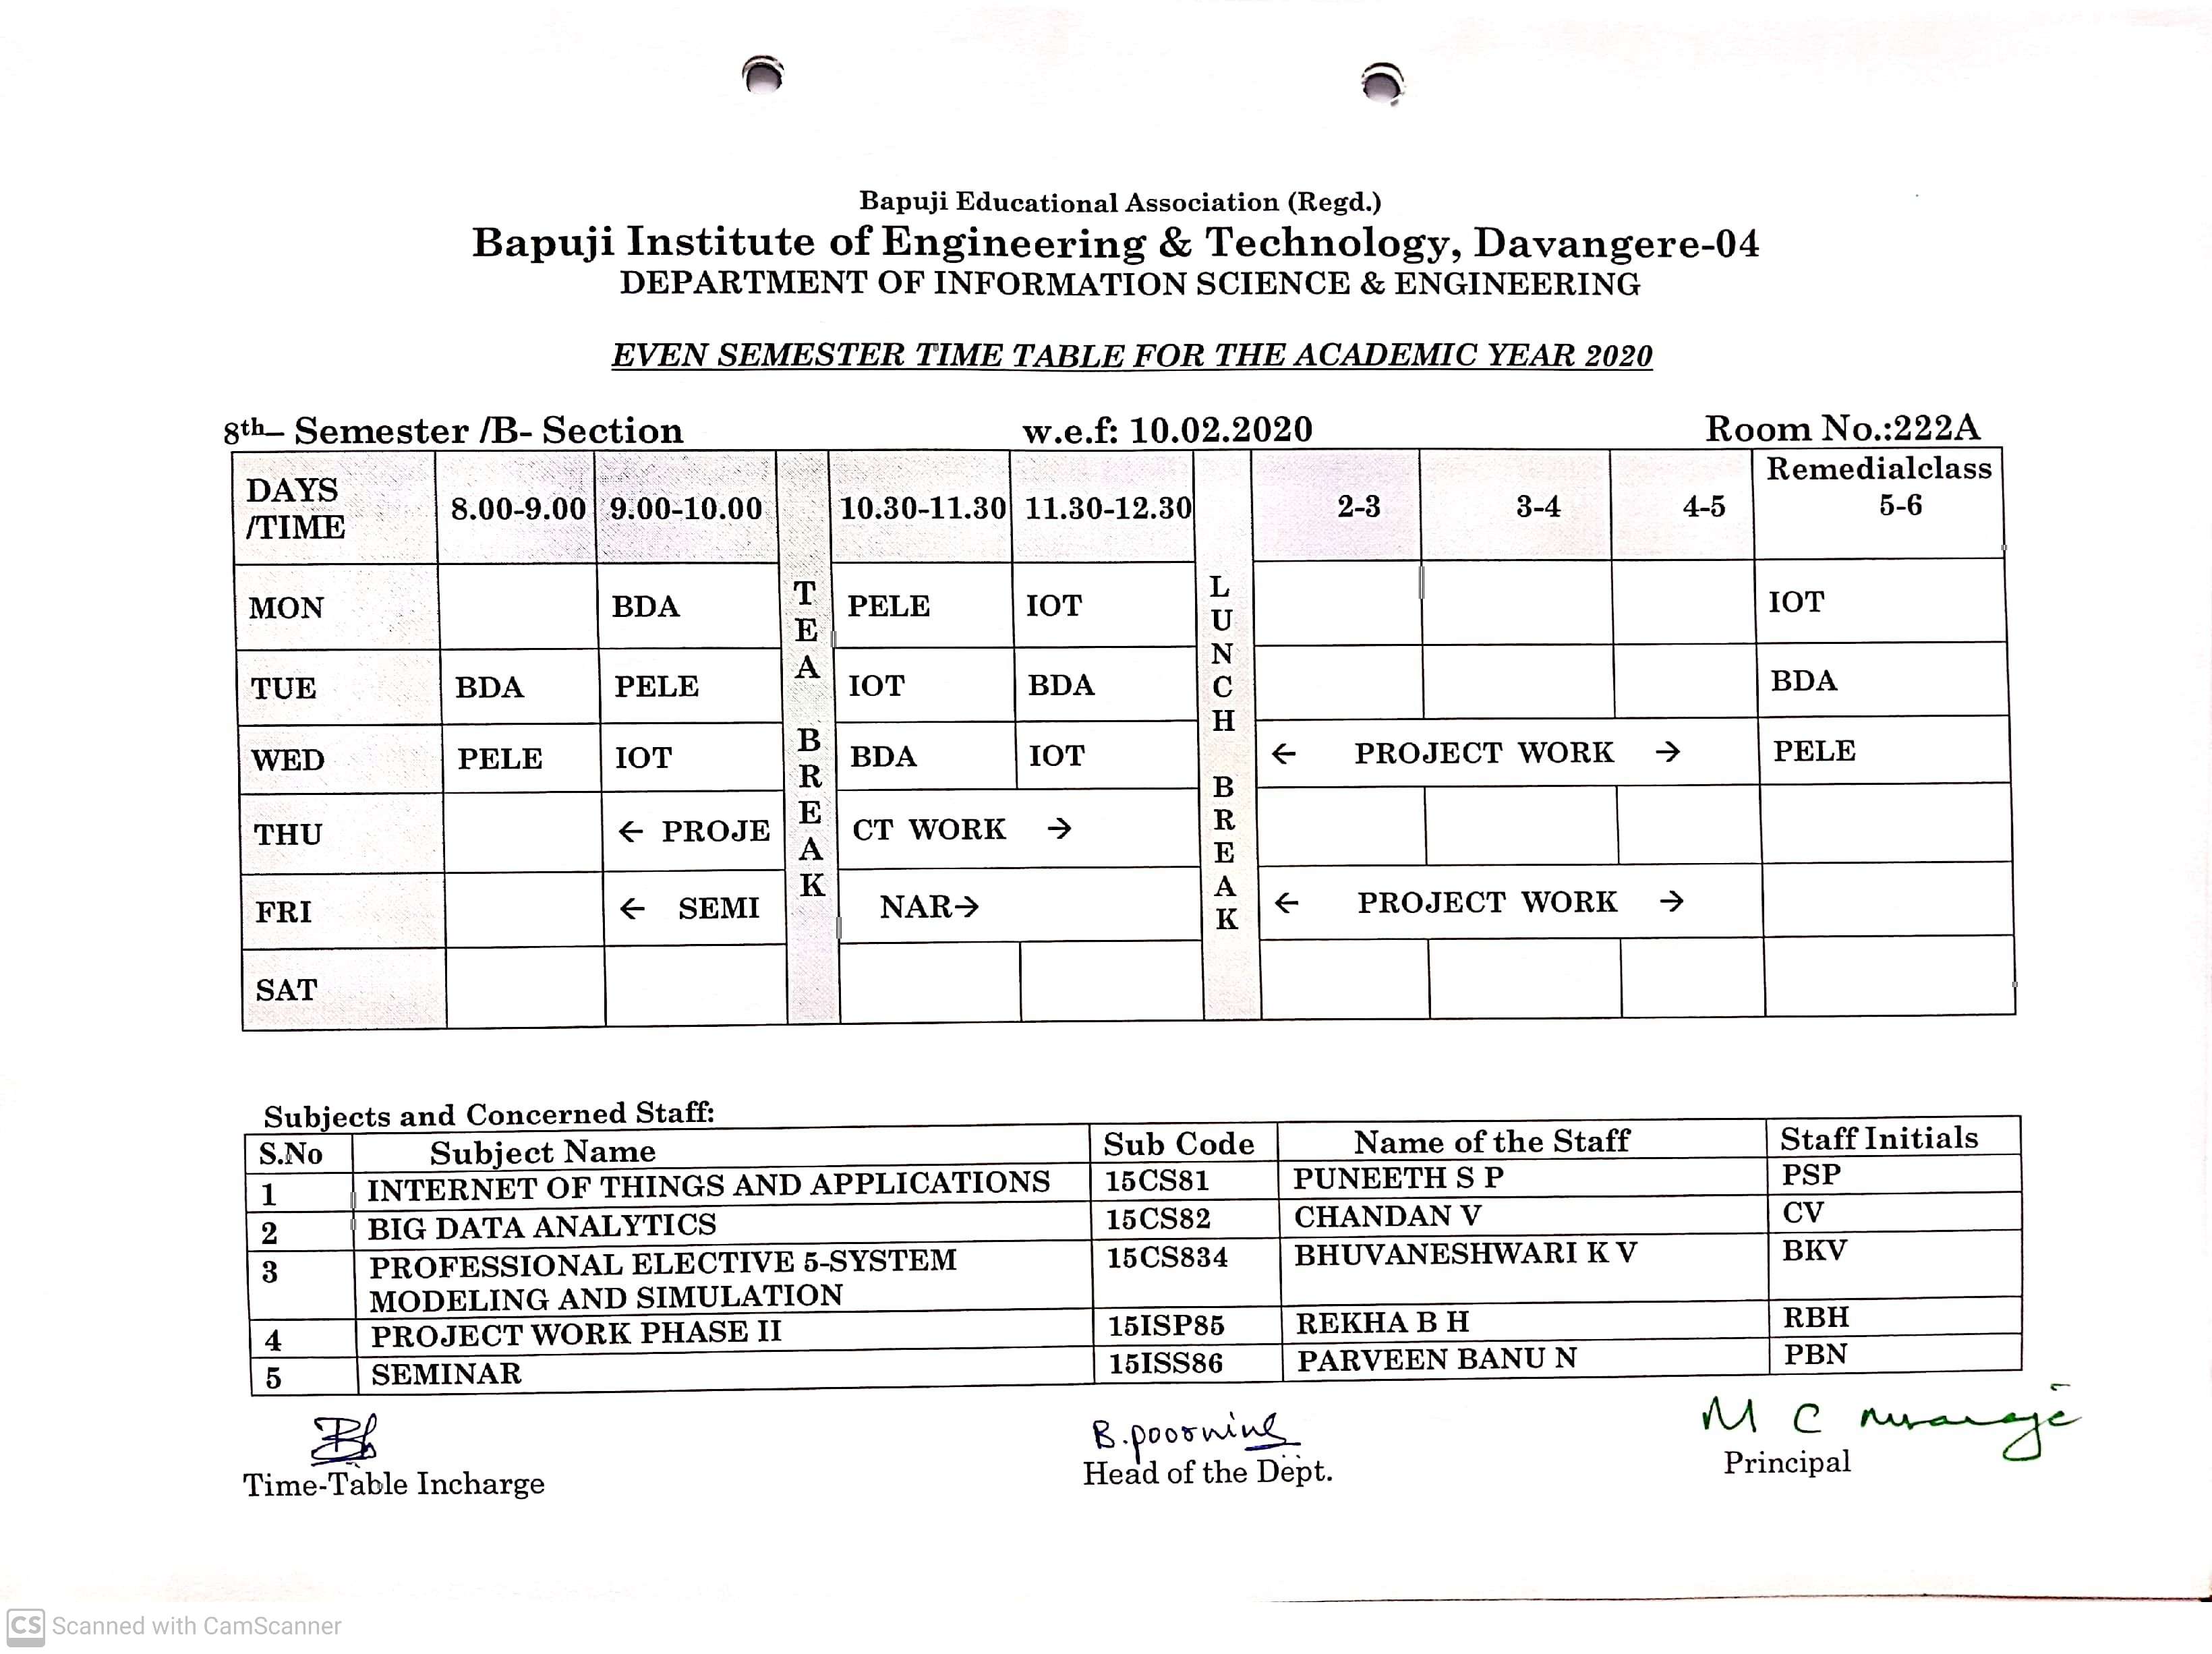 Bapuji Educational Association (Regd.)
Bapuji Institute of Engineering & Technology, Davangere-04
DEPARTMENT OF INFORMATION SCIENCE & ENGINEERING
EVEN SEMESTER TIME TABLE FOR THE ACADEMIC YEAR 2020
8th– Semester /B- Section w.e.f: 10.02.2020 Room No.:222A
DAYS /TIME 8.00-9.00 9.00-10.00 TEA BREAK 10.30-11.30 11.30-12.30 LUNCH BREAK 2-3 3-4 4-5 Remedialclass 5-6
MON BDA PELE IOT IOT
TUE BDA PELE IOT BDA BDA
WED PELE IOT BDA IOT ← PROJECT WORK → PELE
THU ← PROJE CT WORK →
FRI ← SEMI NAR→ ← PROJECT WORK →
SAT
Subjects and Concerned Staff:
S.No Subject Name Sub Code Name of the Staff Staff Initials
1 INTERNET OF THINGS AND APPLICATIONS 15CS81 PUNEETH S P PSP
2 BIG DATA ANALYTICS 15CS82 CHANDAN V CV
3 PROFESSIONAL ELECTIVE 5-SYSTEM 15CS834 BHUVANESHWARI K V BKV
MODELING AND SIMULATION
4 PROJECT WORK PHASE II 15ISP85 REKHA B H RBH
5 SEMINAR 15ISS86 PARVEEN BANU N PBN
B. M C
Time-Table Incharge Head of the Dept. Principal
CS Scanned with CamScanner